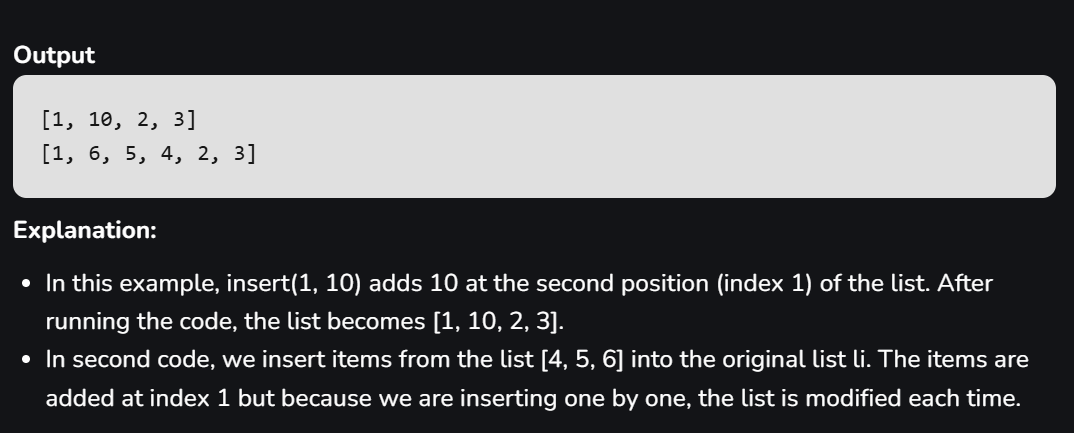 Output
[1, 10, 2, 3]
[1, 6, 5, 4, 2, 3]
Explanation:
• In this example, insert(1, 10) adds 10 at the second position (index 1) of the list. After
running the code, the list becomes [1, 10, 2, 3].
• In second code, we insert items from the list [4, 5, 6] into the original list li. The items are
added at index 1 but because we are inserting one by one, the list is modified each time.